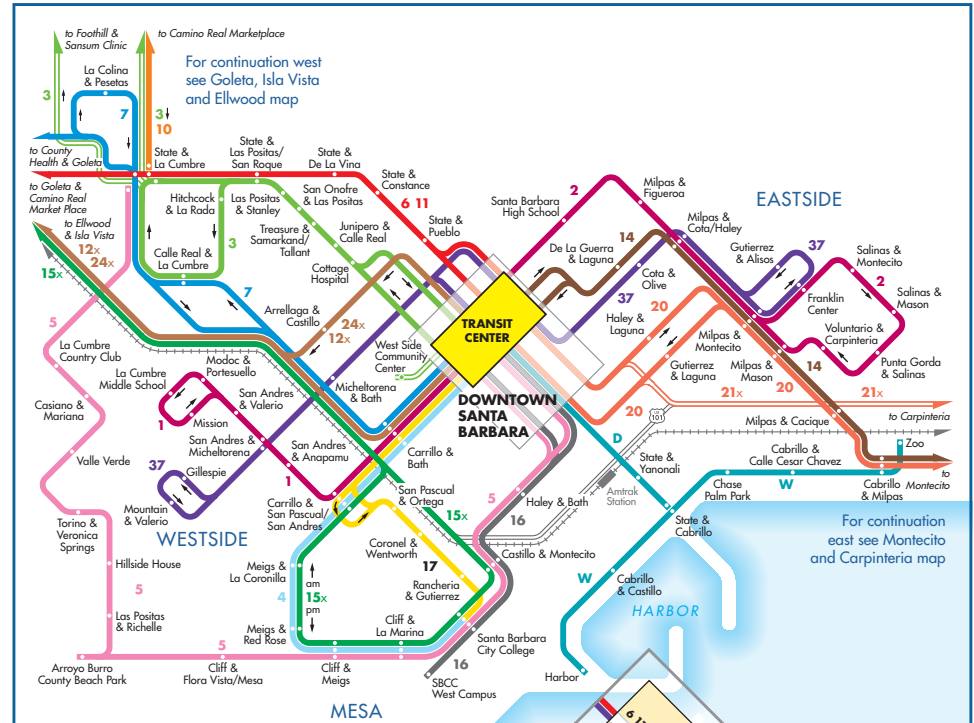 to Foothill &
Sansum Clinic
to Camino Real Marketplace
For continuation west
see Goleta, Isla Vista
and Ellwood map
La Colina
& Pesetas
3
7
3
10
to County
Health & Goleta
State &
La Cumbre
State &
Las Positas/
San Roque
State &
De La Vina
State &
Constance
6 11
to Goleta &
Camino Real
Market Place
to Ellwood
& Isla Vista
12x
24x
15x
Hitchcock
& La Rada
Las Positas
& Stanley
San Onofre
& Las Positas
Treasure &
Samarkand/
Tallant
Junipero &
Calle Real
State &
Pueblo
3
Calle Real &
La Cumbre
Cottage
Hospital
7
Arrellaga &
Castillo
24x
12x
West Side
Community
Center
Santa Barbara
High School
2
Milpas &
Figueroa
EASTSIDE
Milpas &
Cota/Haley
De La Guerra
& Laguna
14
Gutierrez
& Alisos
37
Salinas &
Montecito
2
Salinas &
Mason
Cota &
Olive
37
20
Haley &
Laguna
Franklin
Center
Voluntario &
Carpinteria
Punta Gorda
& Salinas
TRANSIT
CENTER
Milpas &
Montecito
Gutierrez
& Laguna
Milpas &
Mason
14
20
21x
21x
20
US
101
to Carpinteria
Milpas & Cacique
DOWNTOWN
SANTA
BARBARA
5
La Cumbre
Country Club
La Cumbre
Middle School
Modoc &
Portesuello
San Andres
& Valerio
Micheltorena
& Bath
Casiano &
Mariana
1
Mission
San Andres &
Micheltorena
San Andres
& Anapamu
Carrillo &
Bath
Valle Verde
37
Gillespie
1
Mountain
& Valerio
Carrillo &
San Pascual/
San Andres
San Pascual
& Ortega
15x
5
16
Haley & Bath
WESTSIDE
Torino &
Veronica
Springs
Coronel &
Wentworth
17
Castillo & Montecito
D
State &
Yanonali
Amtrak
Station
Chase
Palm Park
W
Cabrillo &
Calle Cesar Chavez
Zoo
Cabrillo
& Milpas
to
Montecito
State &
Cabrillo
For continuation
east see Montecito
and Carpinteria map
Hillside House
5
Meigs &
La Coronilla
4
am
15x
pm
Rancheria
& Gutierrez
W
Cabrillo
& Castillo
HARBOR
Las Positas
& Richelle
Meigs &
Red Rose
Cliff &
La Marina
Santa Barbara
City College
5
Arroyo Burro
County Beach Park
Cliff &
Flora Vista/Mesa
Cliff &
Meigs
16
SBCC
West Campus
Harbor
MESA
6 11